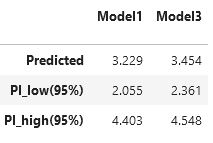 Model1 Model3
Predicted 3.229 3.454
PI_low(95%) 2.055 2.361
PI_high(95%) 4.403 4.548